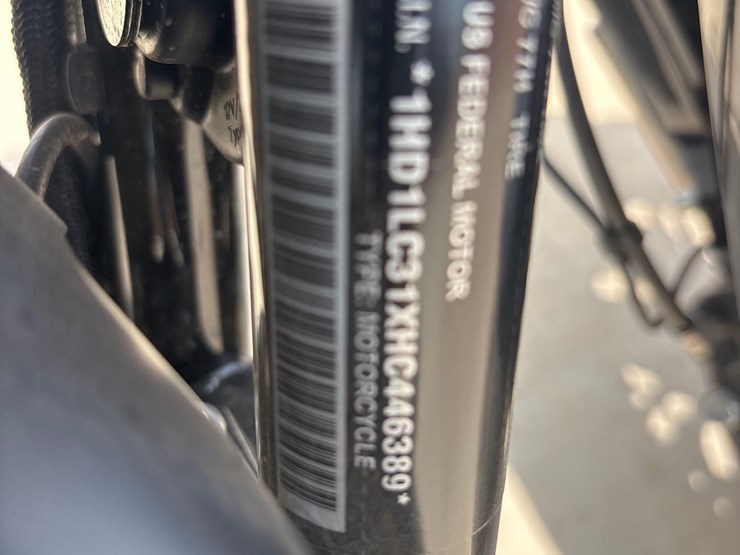 US FEDERAL MOTOR
I.N. *1HD1LC31XHC446389*
TYPE: MOTORCYCLE